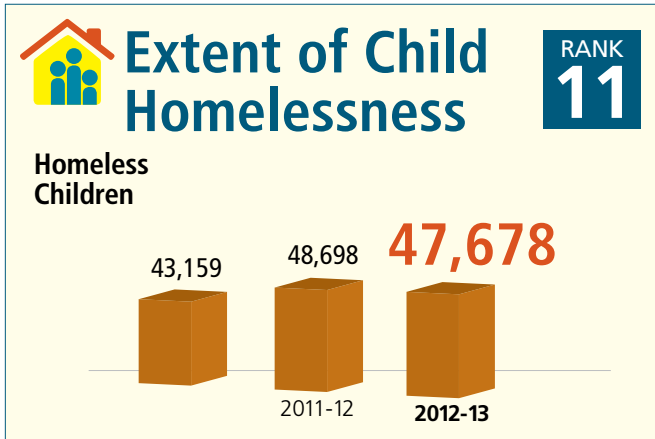 Extent of Child
Homelessness
RANK
11
Homeless
Children
43,159
48,698
47,678
2011-12
2012-13